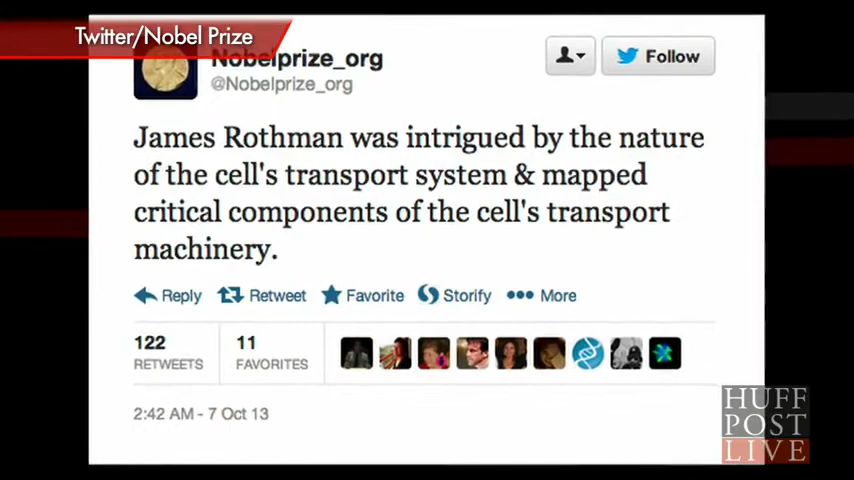 Twitter/Nobel Prize
Nobelprize_org
@Nobelprize_org
Follow
James Rothman was intrigued by the nature
of the cell's transport system & mapped
critical components of the cell's transport
machinery.
Reply Retweet Favorite Storify More
122 11
RETWEETS FAVORITES
2:42 AM - 7 Oct 13
HUFF
POST
LIVE